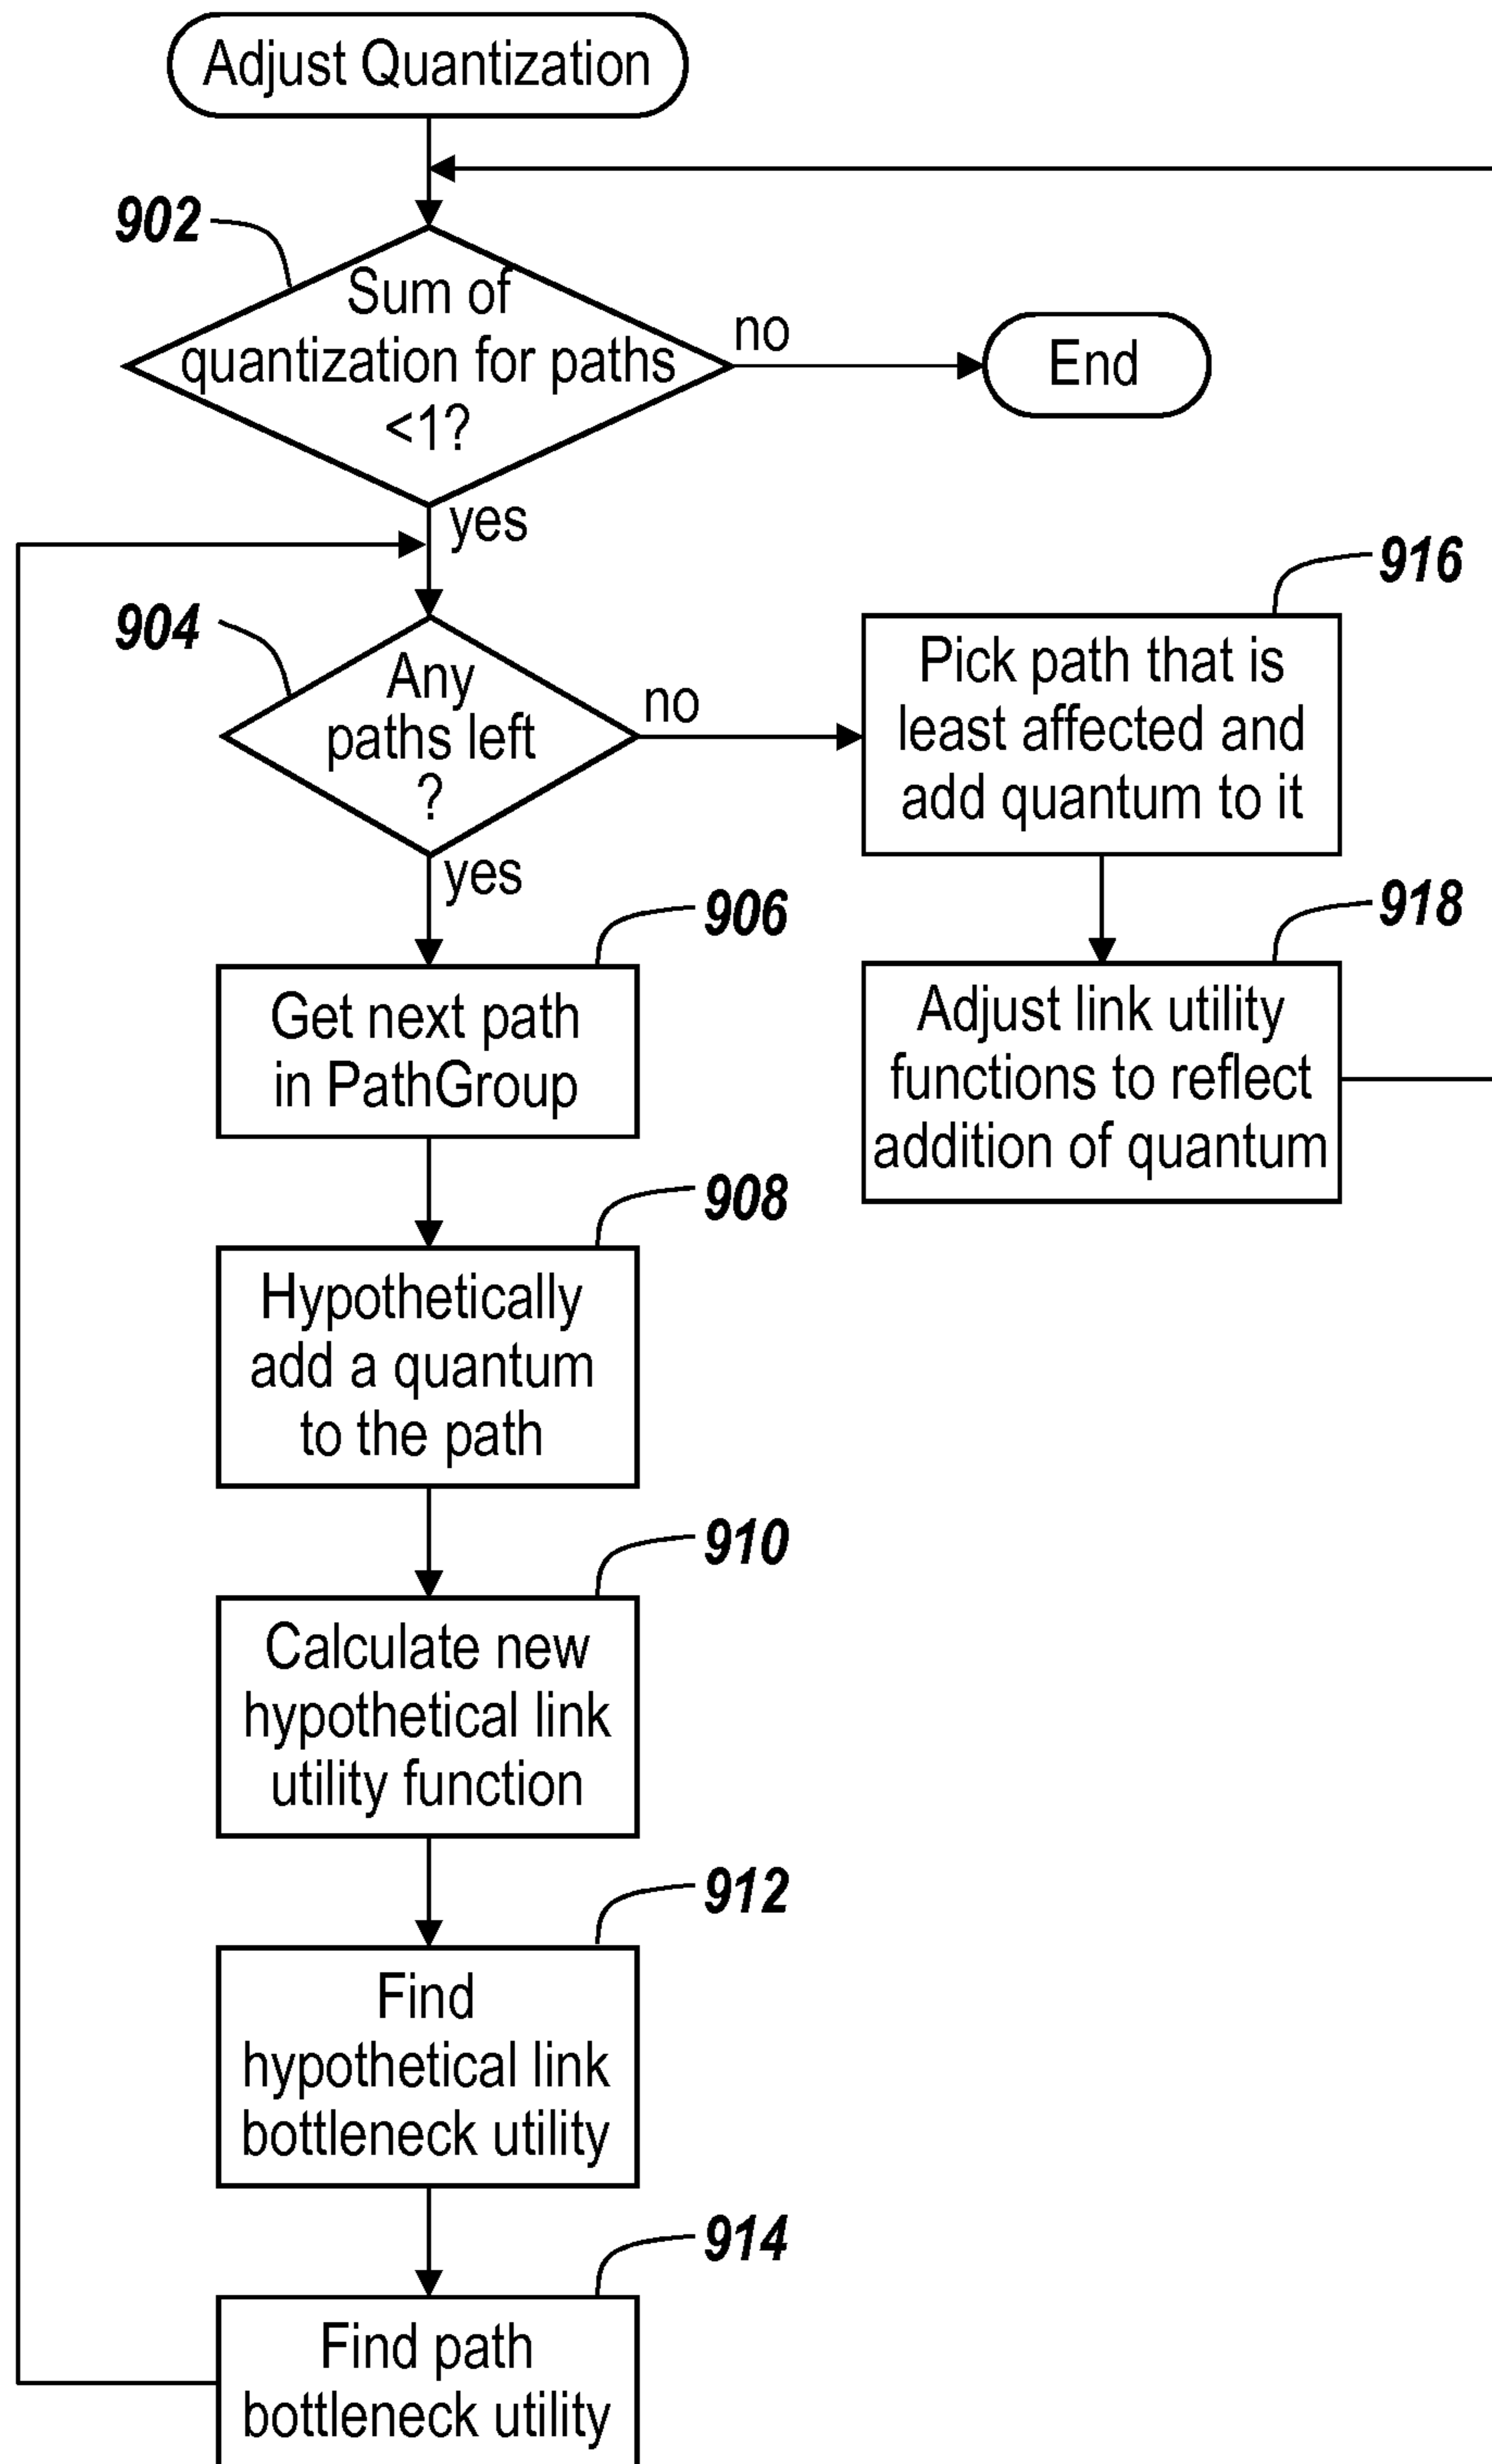 Adjust Quantization
902
Sum of
quantization for paths
<1?
no
End
yes
904
Any
paths left
?
no
916
Pick path that is
least affected and
add quantum to it
yes
906
Get next path
in PathGroup
918
Adjust link utility
functions to reflect
addition of quantum
908
Hypothetically
add a quantum
to the path
910
Calculate new
hypothetical link
utility function
912
Find
hypothetical link
bottleneck utility
914
Find path
bottleneck utility